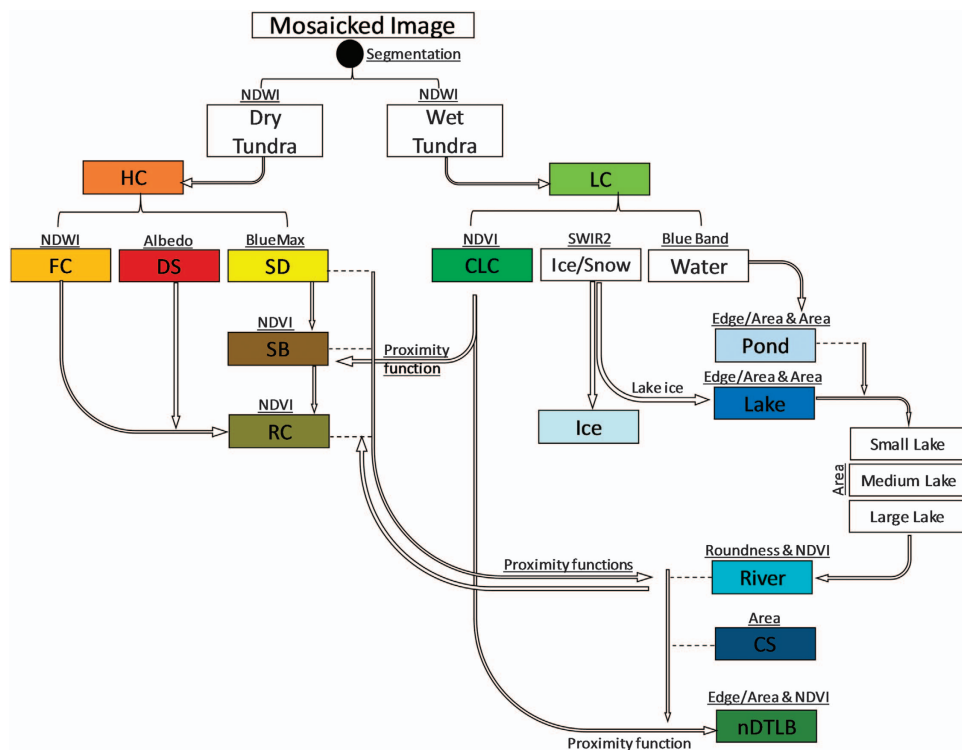 Mosaicked Image
Segmentation
NDWI
NDWI
Dry
Tundra
Wet
Tundra
HC
LC
NDWI
Albedo
BlueMax
NDVI
SWIR2
Blue Band
FC
DS
SD
CLC
Ice/Snow
Water
NDVI
SB
Proximity
function
Edge/Area & Area
Pond
Edge/Area & Area
Lake ice
Lake
NDVI
RC
Ice
Small Lake
Area
Medium Lake
Large Lake
Roundness & NDVI
Proximity functions
River
Area
CS
Edge/Area & NDVI
nDTLB
Proximity function